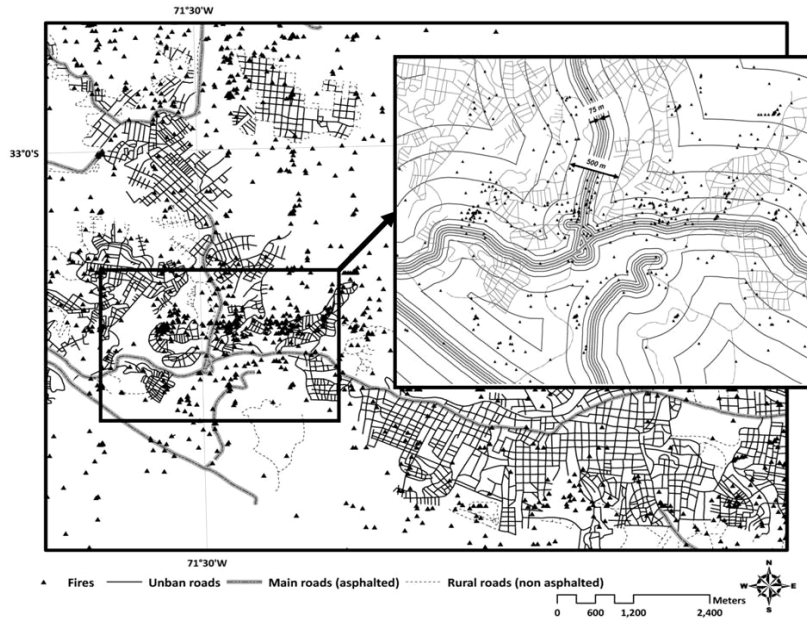 71°30'W
33°0'S
75 m
500 m
71°30'W
Fires
Unban roads
Main roads (asphalted)
Rural roads (non asphalted)
N
W
E
S
Meters
0
600
1,200
2,400